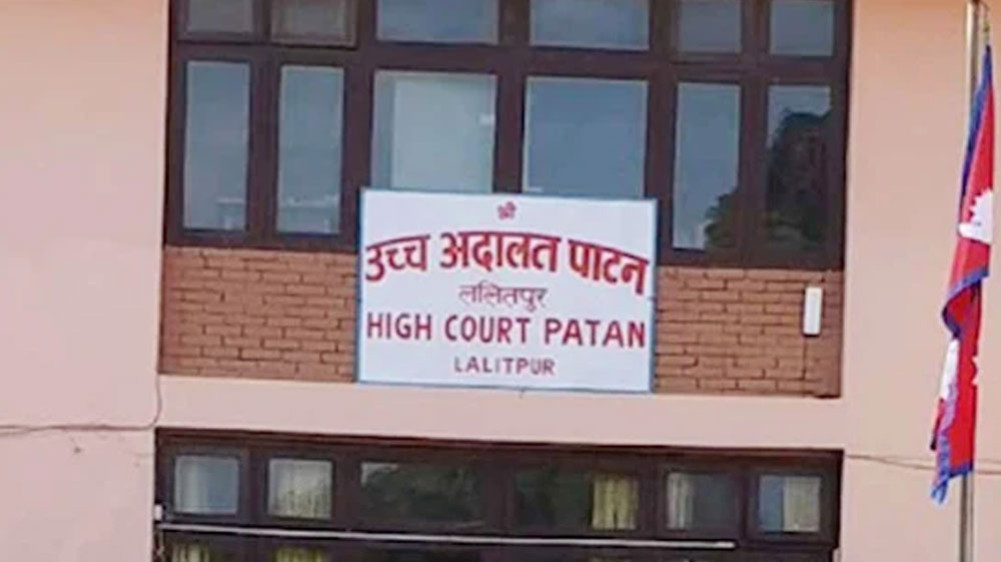 श्री
उच्च अदालत पाटन
ललितपुर
HIGH COURT PATAN
LALITPUR